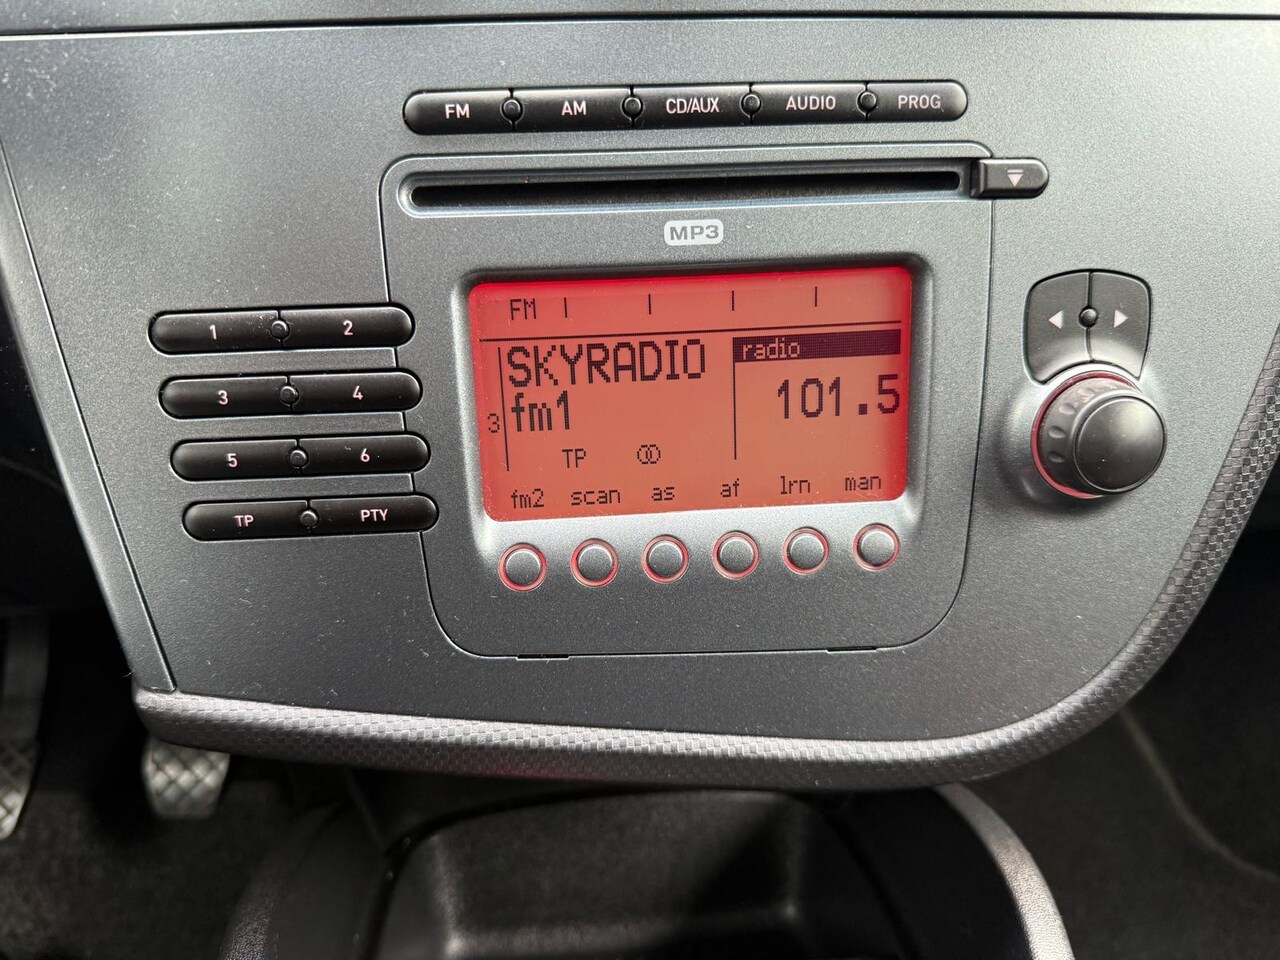 FM AM CD/AUX AUDIO PROG
MP3
1 2
3 4
5 6
TP PTY
FM
SKYRADIO
radio
3 fm1
101.5
TP
fm2 scan as af lrn man